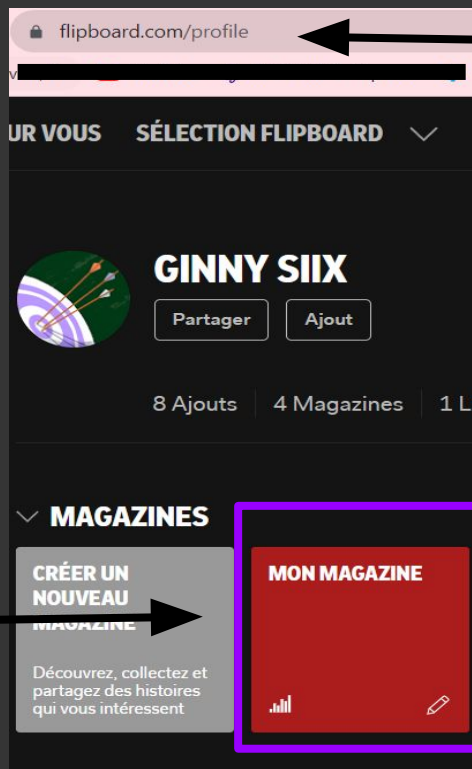 flipboard.com/profile
UR VOUS SÉLECTION FLIPBOARD
GINNY SIIX
Partager Ajout
8 Ajouts 4 Magazines 1 L
MAGAZINES
CRÉER UN
NOUVEAU
MAGAZINE
Découvrez, collectez et
partagez des histoires
qui vous intéressent
MON MAGAZINE